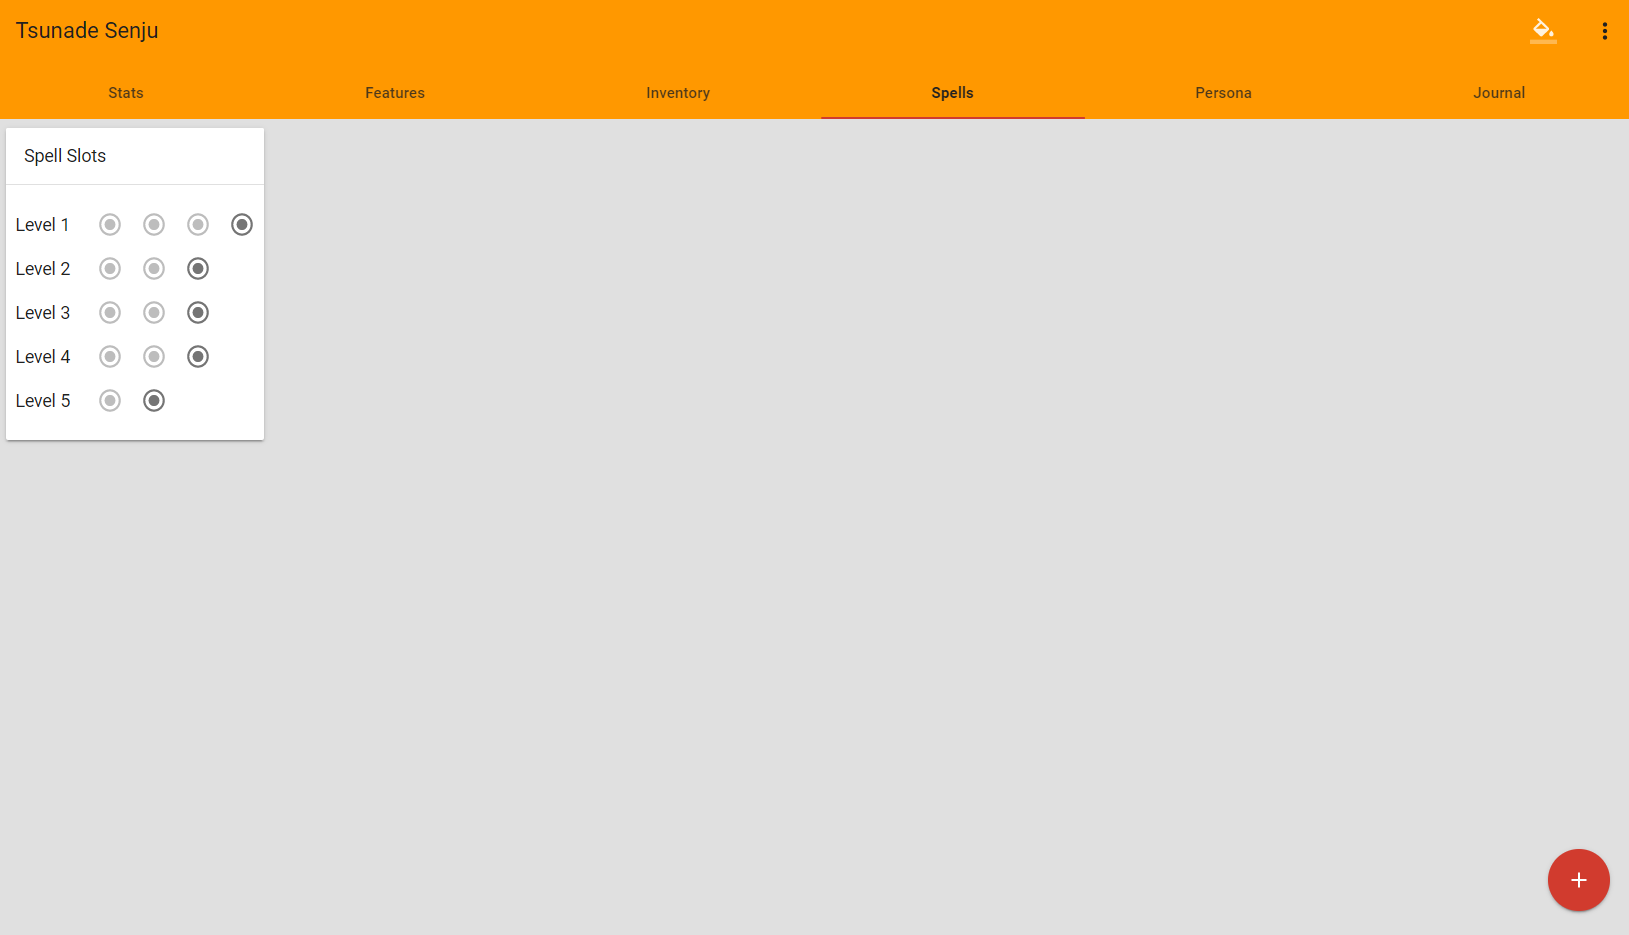 Tsunade Senju
Stats Features Inventory Spells Persona Journal
Spell Slots
Level 1
Level 2
Level 3
Level 4
Level 5